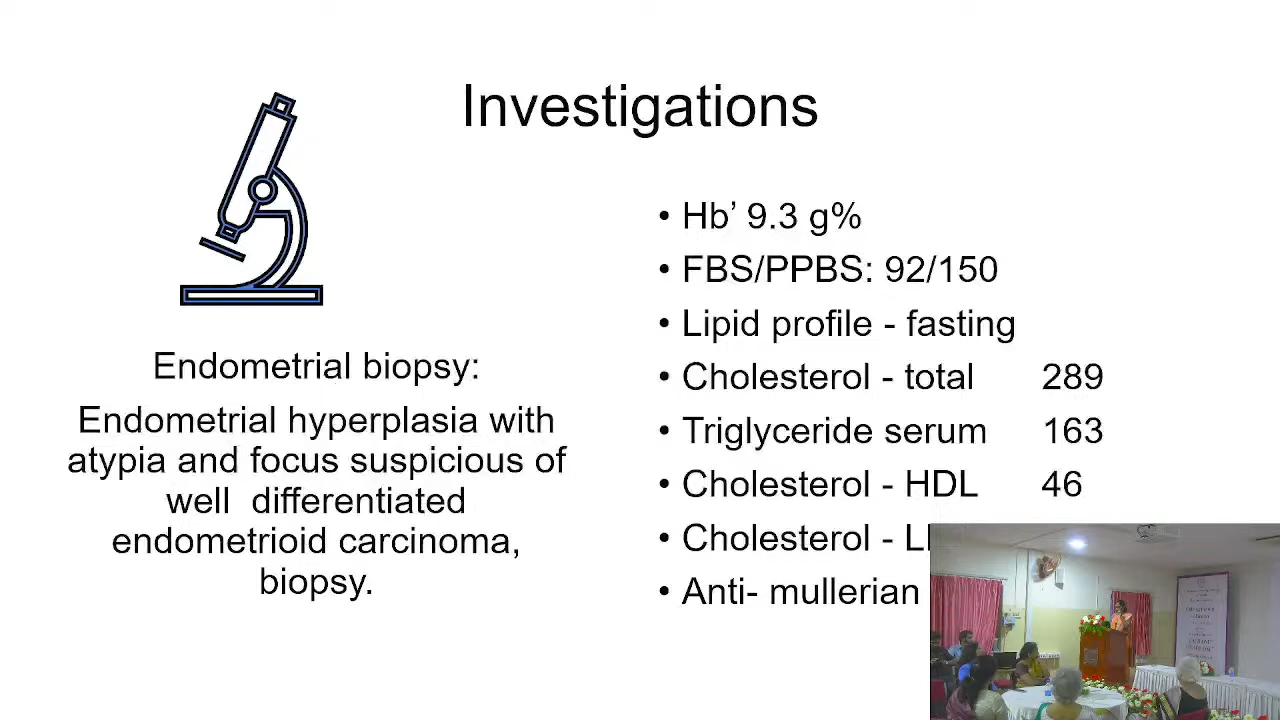 Investigations
Endometrial biopsy:
Endometrial hyperplasia with
atypia and focus suspicious of
well differentiated
endometrioid carcinoma,
biopsy.
• Hb’ 9.3 g%
• FBS/PPBS: 92/150
• Lipid profile - fasting
• Cholesterol - total 289
• Triglyceride serum 163
• Cholesterol - HDL 46
• Cholesterol -
• Anti- mullerian